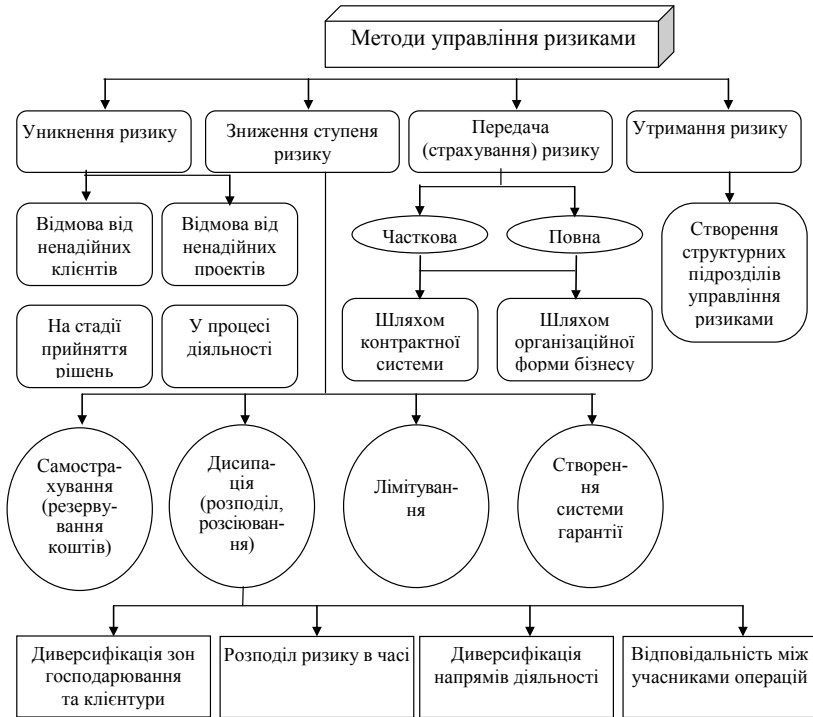 Методи управління ризиками
Уникнення ризику
Зниження ступеня
ризику
Передача
(страхування) ризику
Утримання ризику
Відмова від
ненадійних
клієнтів
Відмова від
ненадійних
проектів
Часткова
Повна
Створення
структурних
підрозділів
управління
ризиками
На стадії
прийняття
рішень
У процесі
діяльності
Шляхом
контрактної
системи
Шляхом
організаційної
форми бізнесу
Самостра-
хування
(резерву-
вання
коштів)
Дисипа-
ція
(розподіл,
розсіюван-
ня)
Лімітуван-
ня
Створен-
ня
системи
гарантії
Диверсифікація зон
господарювання
та клієнтури
Розподіл ризику в часі
Диверсифікація
напрямів діяльності
Відповідальність між
учасниками операцій